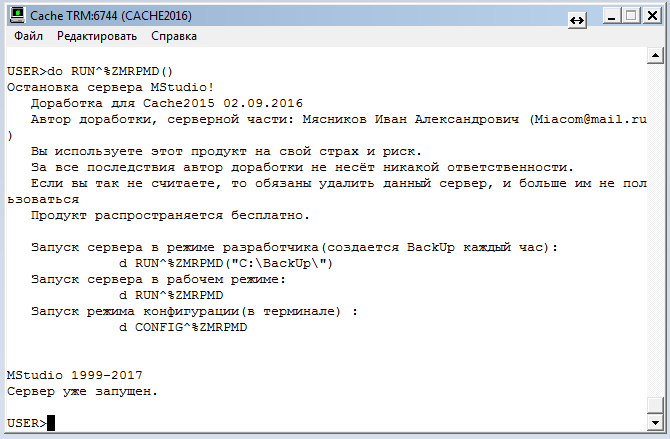 Cache TRM:6744 (CACHE2016)
Файл Редактировать Справка
USER>do RUN^%ZMRPMD()
Остановка сервера MStudio!
Доработка для Cache2015 02.09.2016
Автор доработки, серверной части: Мясников Иван Александрович (Miacom@mail.ru
)
Вы используете этот продукт на свой страх и риск.
За все последствия автор доработки не несёт никакой ответственности.
Если вы так не считаете, то обязаны удалить данный сервер, и больше им не пол
ьзоваться
Продукт распространяется бесплатно.
Запуск сервера в режиме разработчика(создается BackUp каждый час):
d RUN^%ZMRPMD("C:\BackUp\")
Запуск сервера в рабочем режиме:
d RUN^%ZMRPMD
Запуск режима конфигурации(в терминале) :
d CONFIG^%ZMRPMD
MStudio 1999-2017
Сервер уже запущен.
USER>